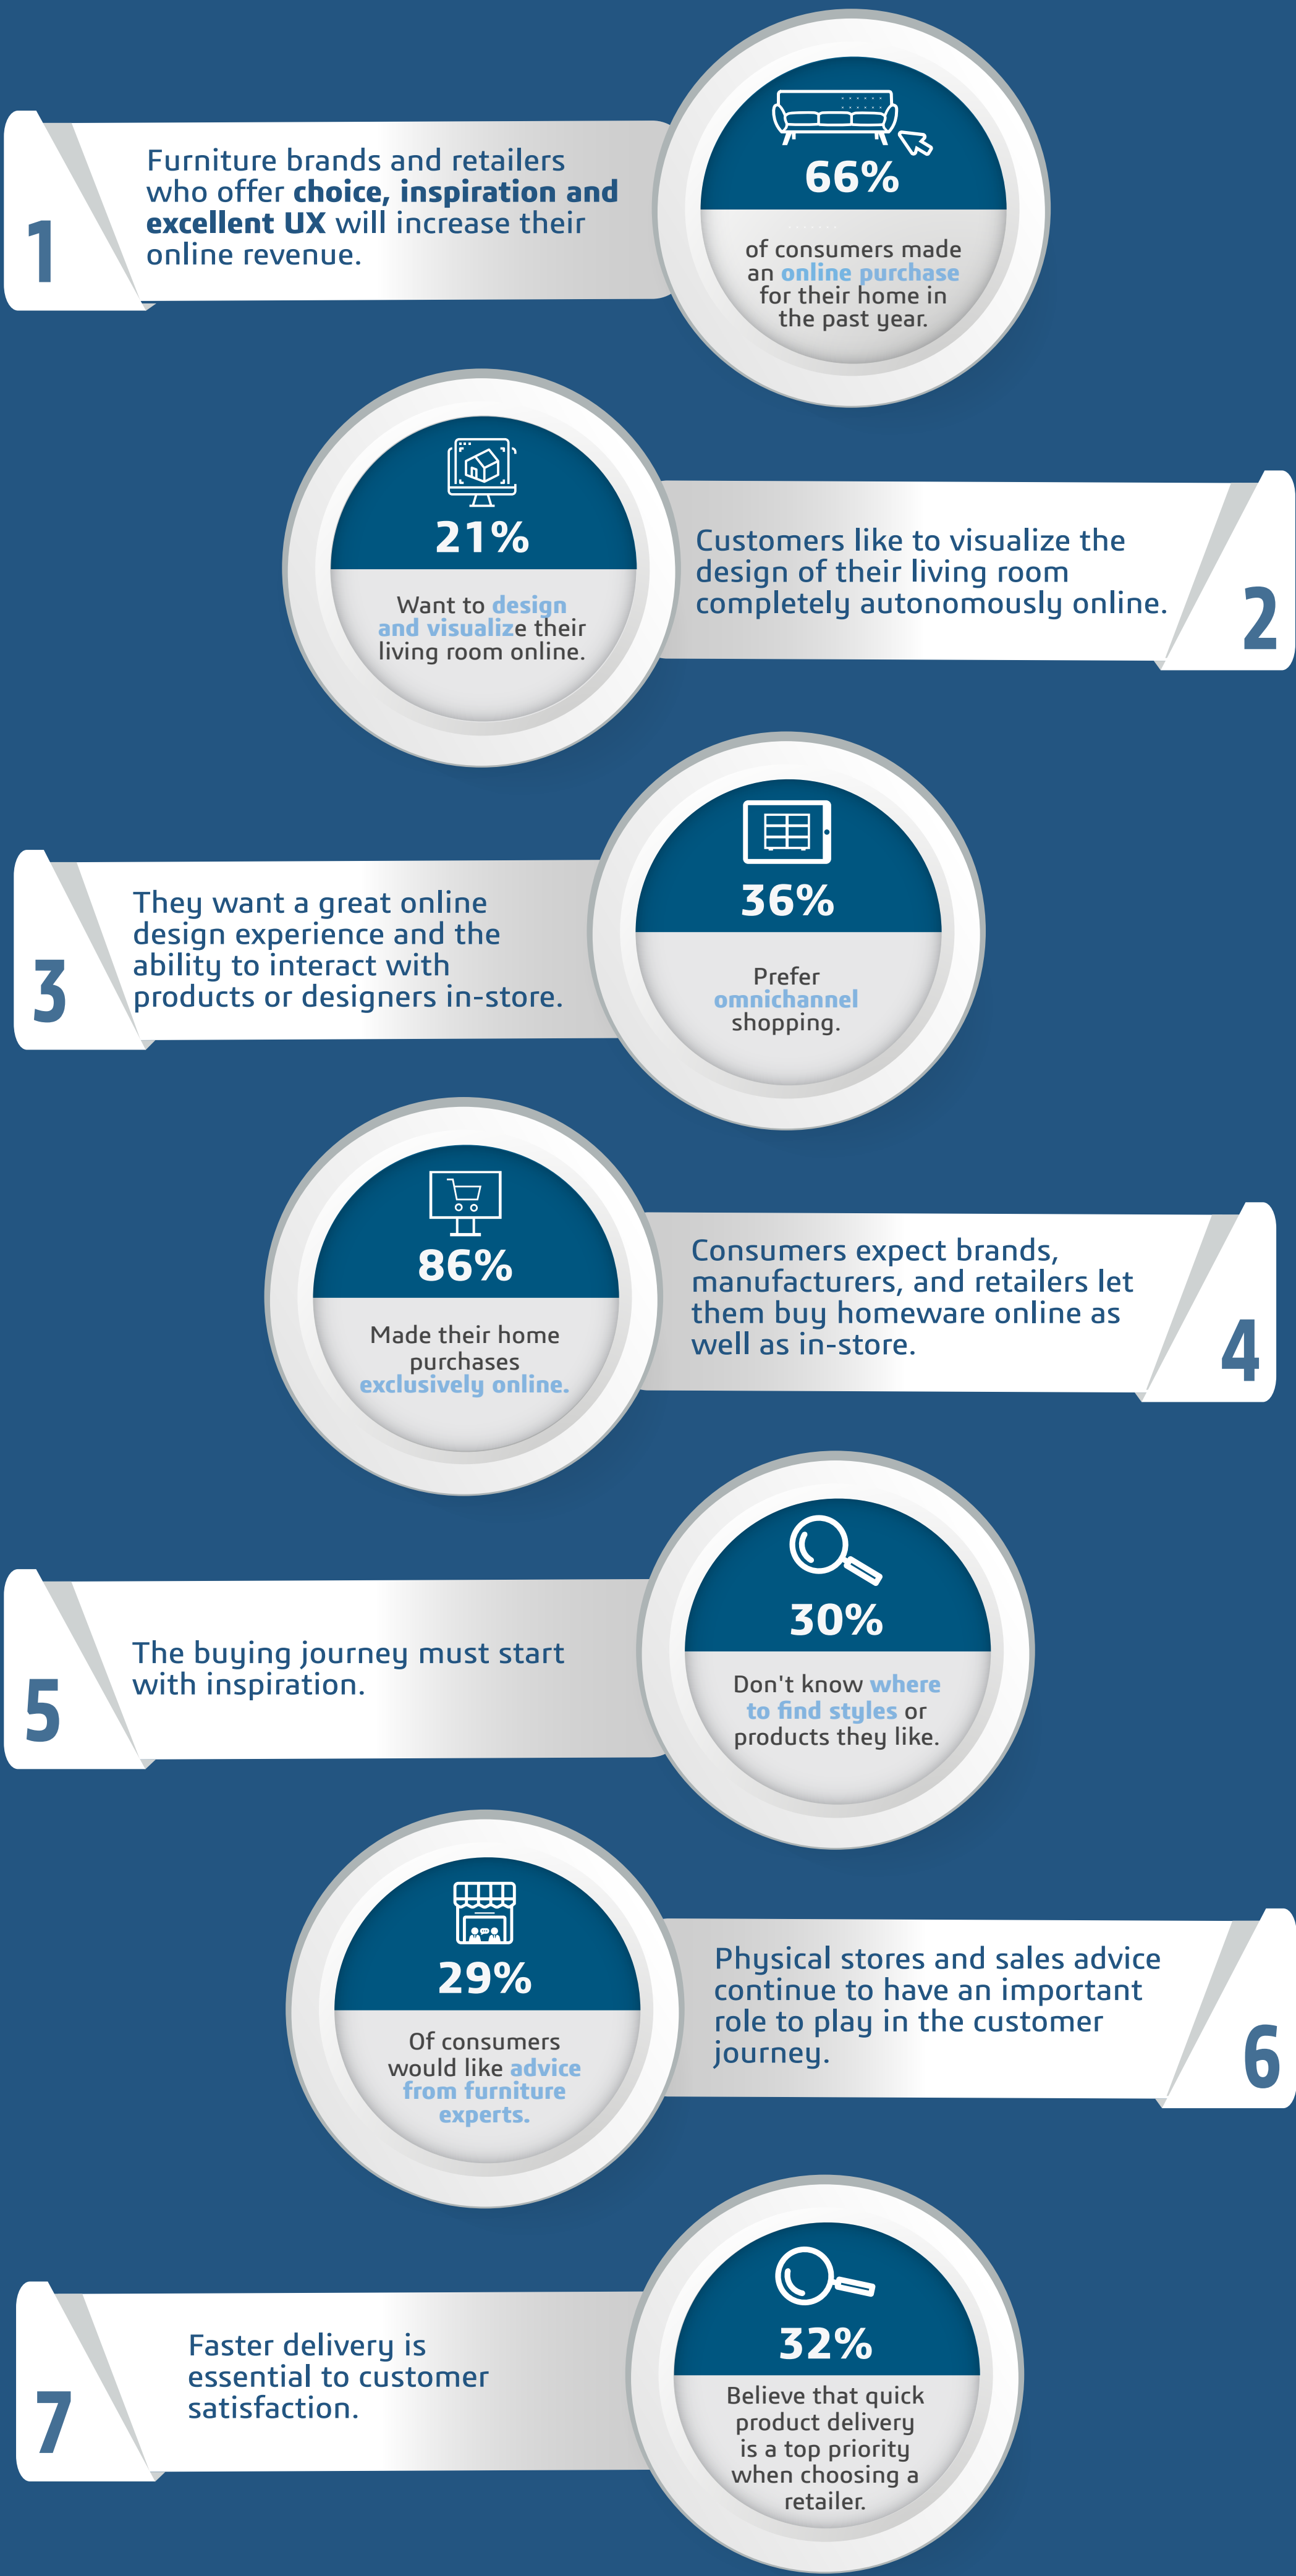 1
Furniture brands and retailers
who offer choice, inspiration and
excellent UX will increase their
online revenue.
66%
of consumers made
an online purchase
for their home in
the past year.
21%
Want to design
and visualize their
living room online.
Customers like to visualize the
design of their living room
completely autonomously online.
2
3
They want a great online
design experience and the
ability to interact with
products or designers in-store.
36%
Prefer
omnichannel
shopping.
86%
Made their home
purchases
exclusively online.
Consumers expect brands,
manufacturers, and retailers let
them buy homeware online as
well as in-store.
4
5
The buying journey must start
with inspiration.
30%
Don't know where
to find styles or
products they like.
29%
Of consumers
would like advice
from furniture
experts.
Physical stores and sales advice
continue to have an important
role to play in the customer
journey.
6
7
Faster delivery is
essential to customer
satisfaction.
32%
Believe that quick
product delivery
is a top priority
when choosing a
retailer.